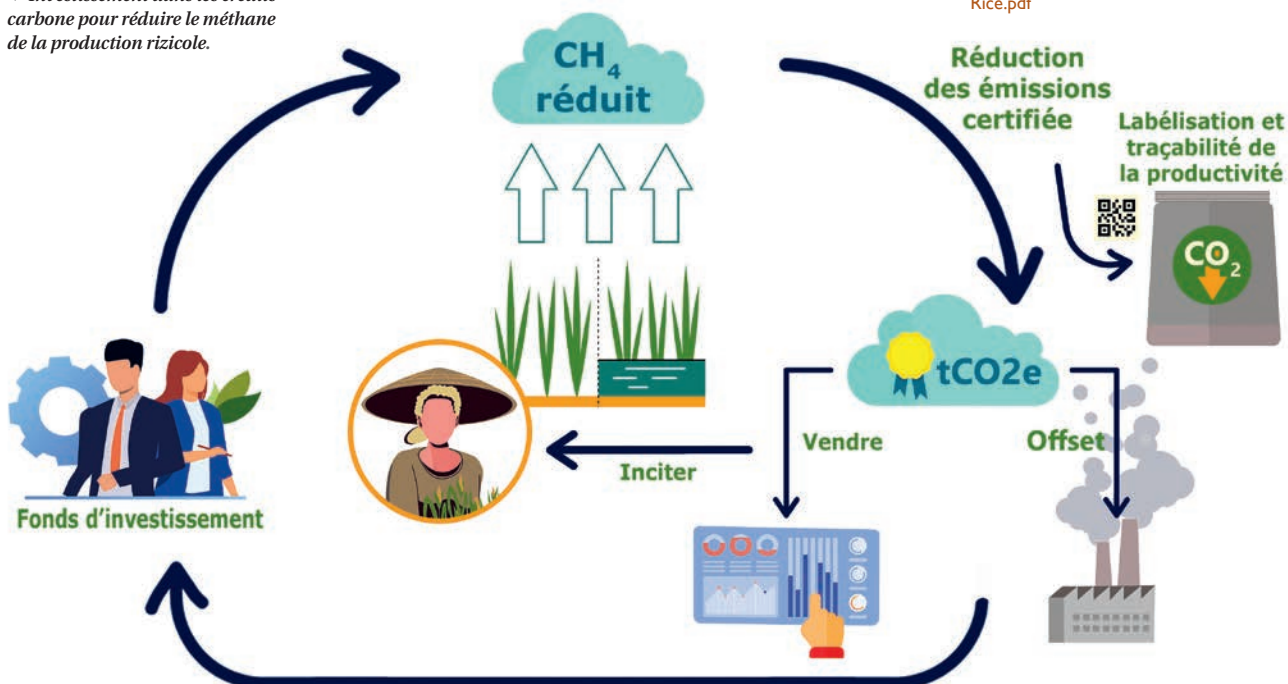 carbone pour réduire le méthane
de la production rizicole.
Rice.pdf
CH₄
réduit
Réduction
des émissions
certifiée
Labélisation et
traçabilité de
la productivité
CO₂
tCO2e
Vendre
Offset
Inciter
Fonds d’investissement